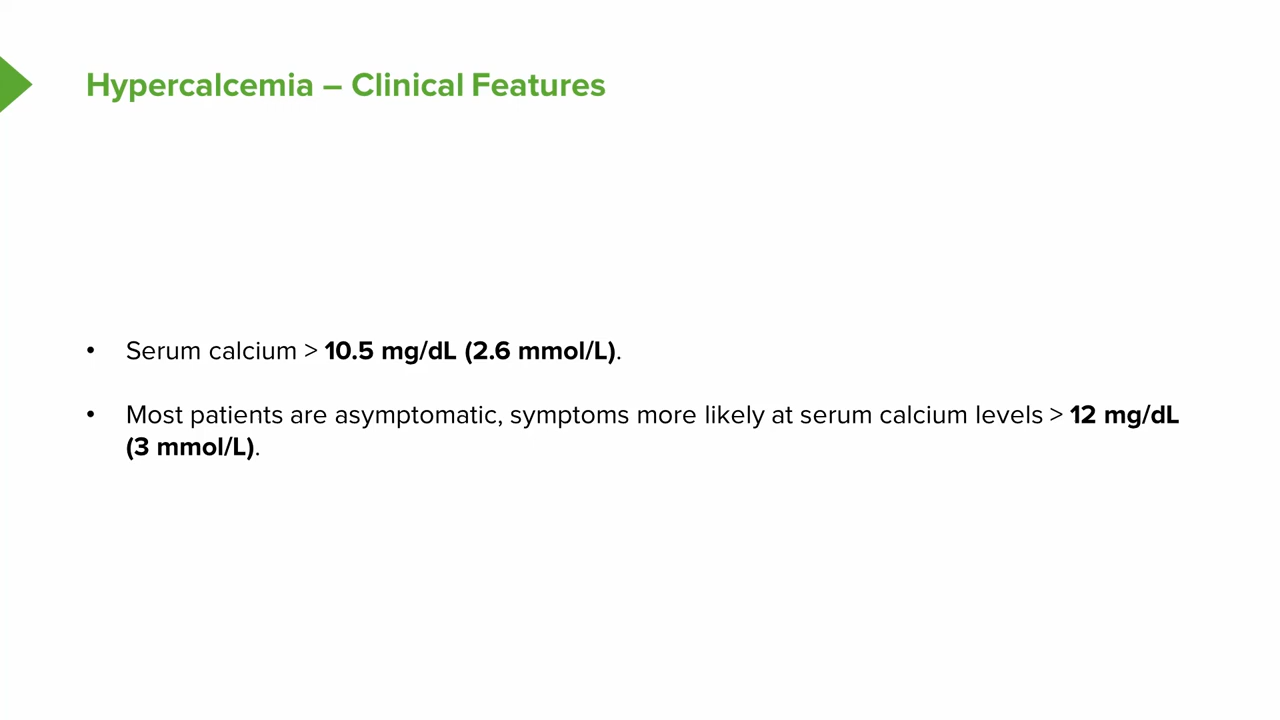 Hypercalcemia – Clinical Features
• Serum calcium > 10.5 mg/dL (2.6 mmol/L).
• Most patients are asymptomatic, symptoms more likely at serum calcium levels > 12 mg/dL
(3 mmol/L).